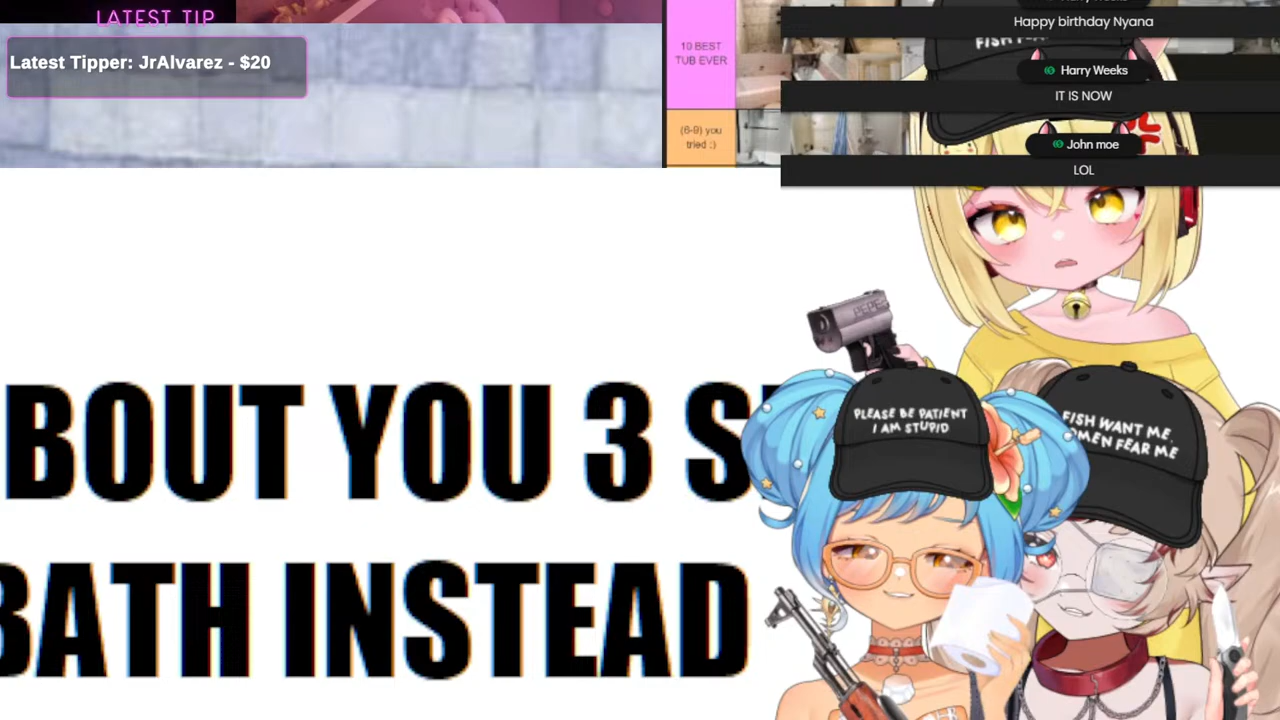 LATEST TIP
Latest Tipper: JrAlvarez - $20
10 BEST
TUB EVER
(6-9) you
tried :)
Happy birthday Nyana
Harry Weeks
IT IS NOW
John moe
LOL
BOUT YOU 3 S
BATH INSTEAD
PLEASE BE PATIENT
I AM STUPID
FISH WANT ME,
OMEN FEAR ME